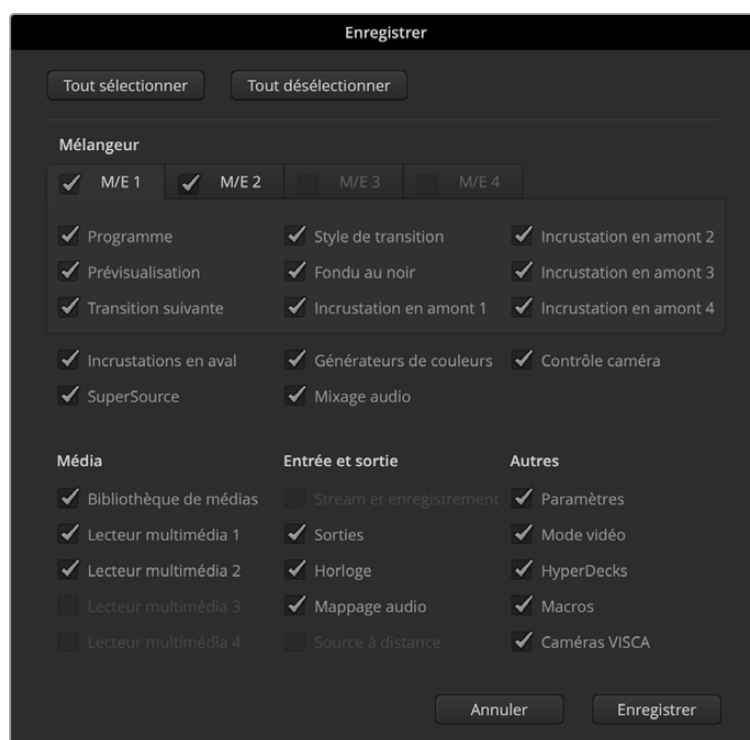 Enregistrer
Tout sélectionner Tout désélectionner
Mélangeur
M/E 1 M/E 2 M/E 3 M/E 4
Programme Style de transition Incrustation en amont 2
Prévisualisation Fondu au noir Incrustation en amont 3
Transition suivante Incrustation en amont 1 Incrustation en amont 4
Incrustations en aval Générateurs de couleurs Contrôle caméra
SuperSource Mixage audio
Média Entrée et sortie Autres
Bibliothèque de médias Stream et enregistrement Paramètres
Lecteur multimédia 1 Sorties Mode vidéo
Lecteur multimédia 2 Horloge HyperDecks
Lecteur multimédia 3 Mappage audio Macros
Lecteur multimédia 4 Source à distance Caméras VISCA
Annuler Enregistrer